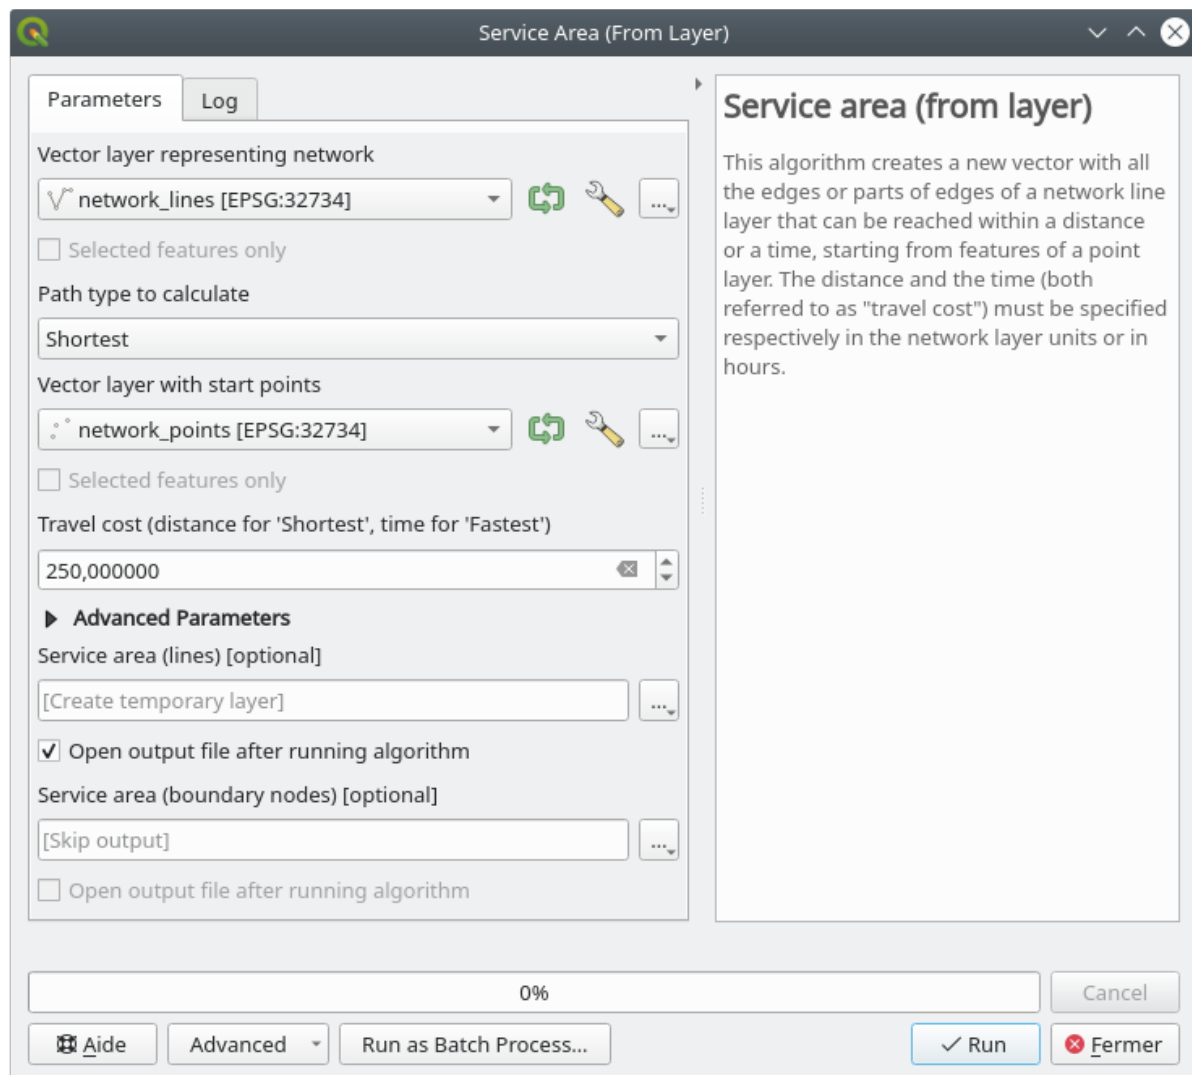 Service Area (From Layer)
Parameters
Log
Vector layer representing network
network_lines [EPSG:32734]
...
Selected features only
Path type to calculate
Shortest
Vector layer with start points
network_points [EPSG:32734]
...
Selected features only
Travel cost (distance for 'Shortest', time for 'Fastest')
250,000000
Advanced Parameters
Service area (lines) [optional]
[Create temporary layer]
...
Open output file after running algorithm
Service area (boundary nodes) [optional]
[Skip output]
...
Open output file after running algorithm
Service area (from layer)
This algorithm creates a new vector with all
the edges or parts of edges of a network line
layer that can be reached within a distance
or a time, starting from features of a point
layer. The distance and the time (both
referred to as "travel cost") must be specified
respectively in the network layer units or in
hours.
0%
Cancel
Aide
Advanced
Run as Batch Process...
Run
Fermer